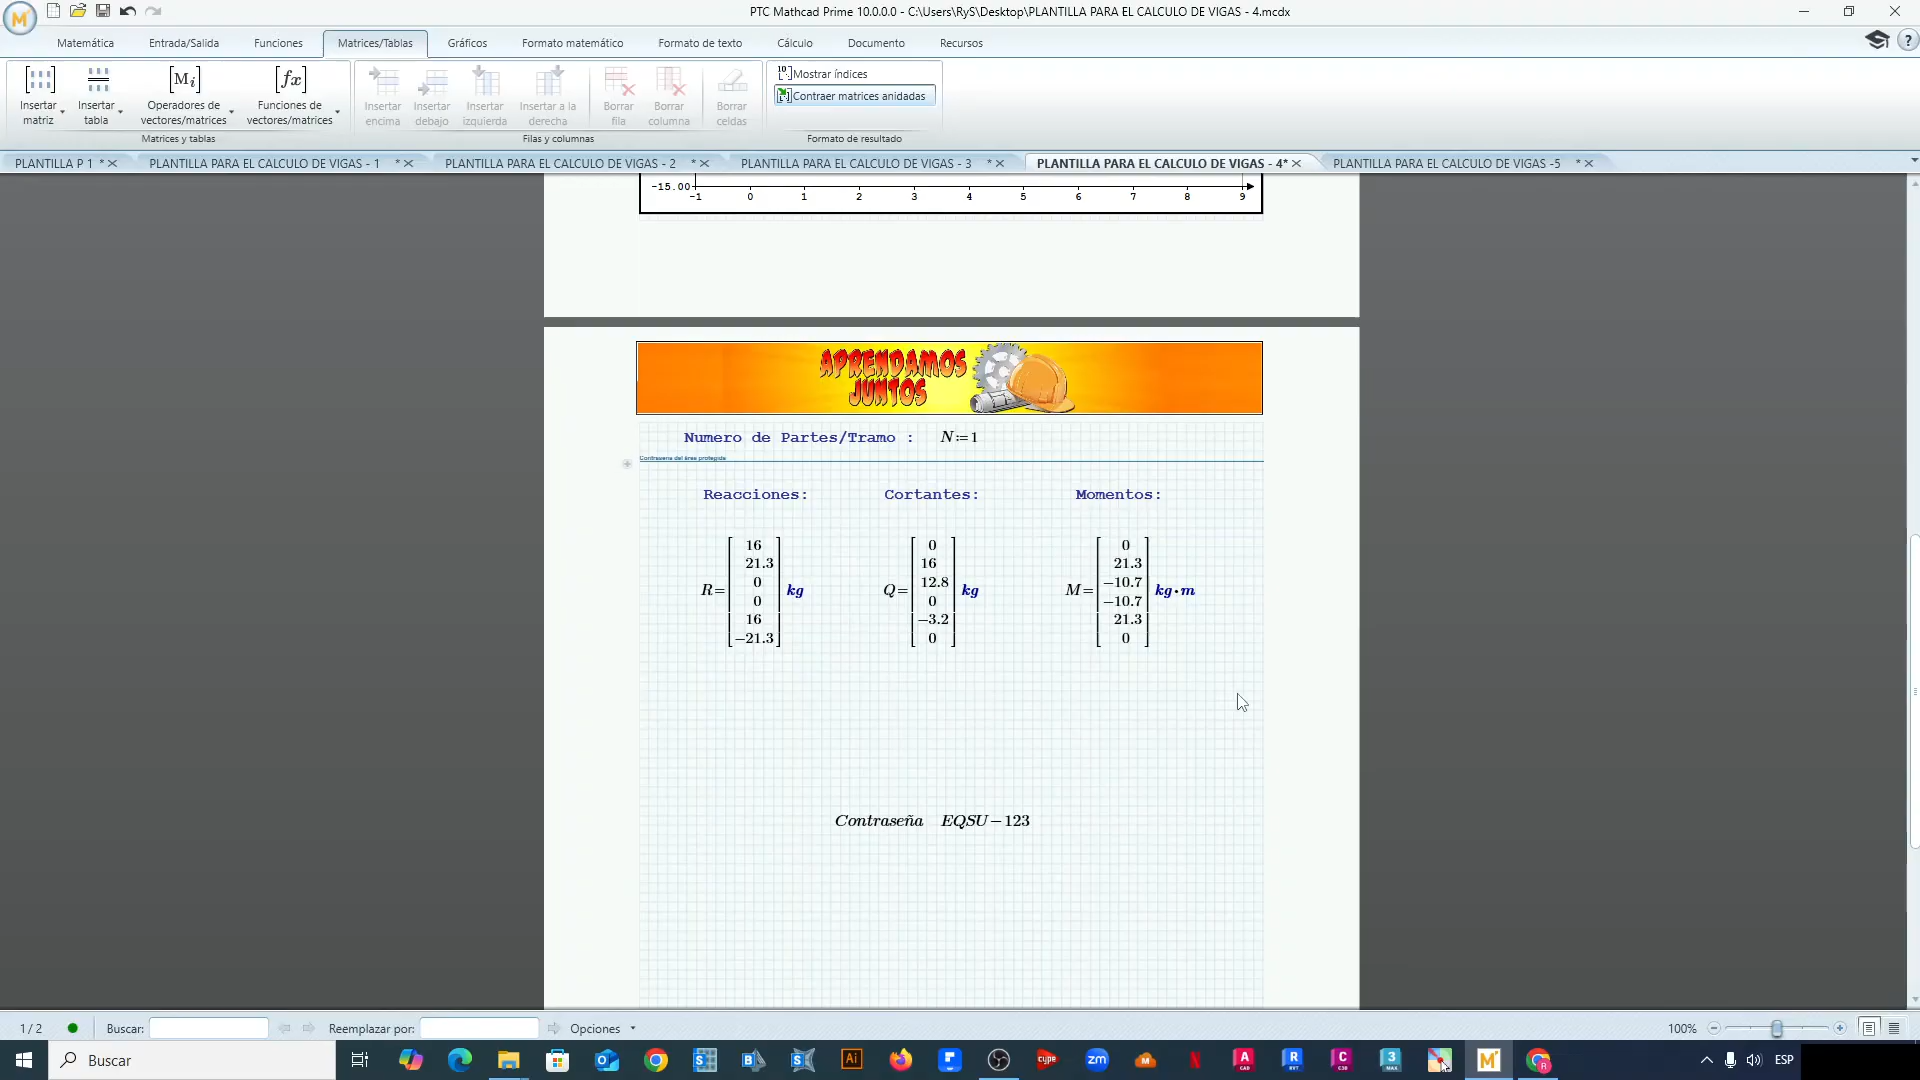 PTC Mathcad Prime 10.0.0.0 - C:\Users\RyS\Desktop\PLANTILLA PARA EL CALCULO DE VIGAS - 4.mcdx
Matemática Entrada/Salida Funciones Matrices/Tablas Gráficos Formato matemático Formato de texto Cálculo Documento Recursos
Insertar matriz
Insertar tabla
Operadores de vectores/matrices
Funciones de vectores/matrices
Insertar encima
Insertar debajo
Insertar izquierda
Insertar a la derecha
Borrar fila
Borrar columna
Borrar celdas
Mostrar índices
Contraer matrices anidadas
Matrices y tablas
Filas y columnas
Formato de resultado
PLANTILLA P 1 * PLANTILLA PARA EL CALCULO DE VIGAS - 1 * PLANTILLA PARA EL CALCULO DE VIGAS - 2 * PLANTILLA PARA EL CALCULO DE VIGAS - 3 * PLANTILLA PARA EL CALCULO DE VIGAS - 4* PLANTILLA PARA EL CALCULO DE VIGAS -5 *
-15.00
-1 0 1 2 3 4 5 6 7 8 9
APRENDAMOS
JUNTOS
Numero de Partes/Tramo : N:=1
Contrasena del área protegida
Reacciones: Cortantes: Momentos:
16 0 0
21.3 16 21.3
0 12.8 -10.7
R= kg Q= kg M= kg·m
0 0 -10.7
16 -3.2 21.3
-21.3 0 0
Contraseña EQSU-123
1 / 2 Buscar: Reemplazar por: Opciones 100%
Buscar ESP